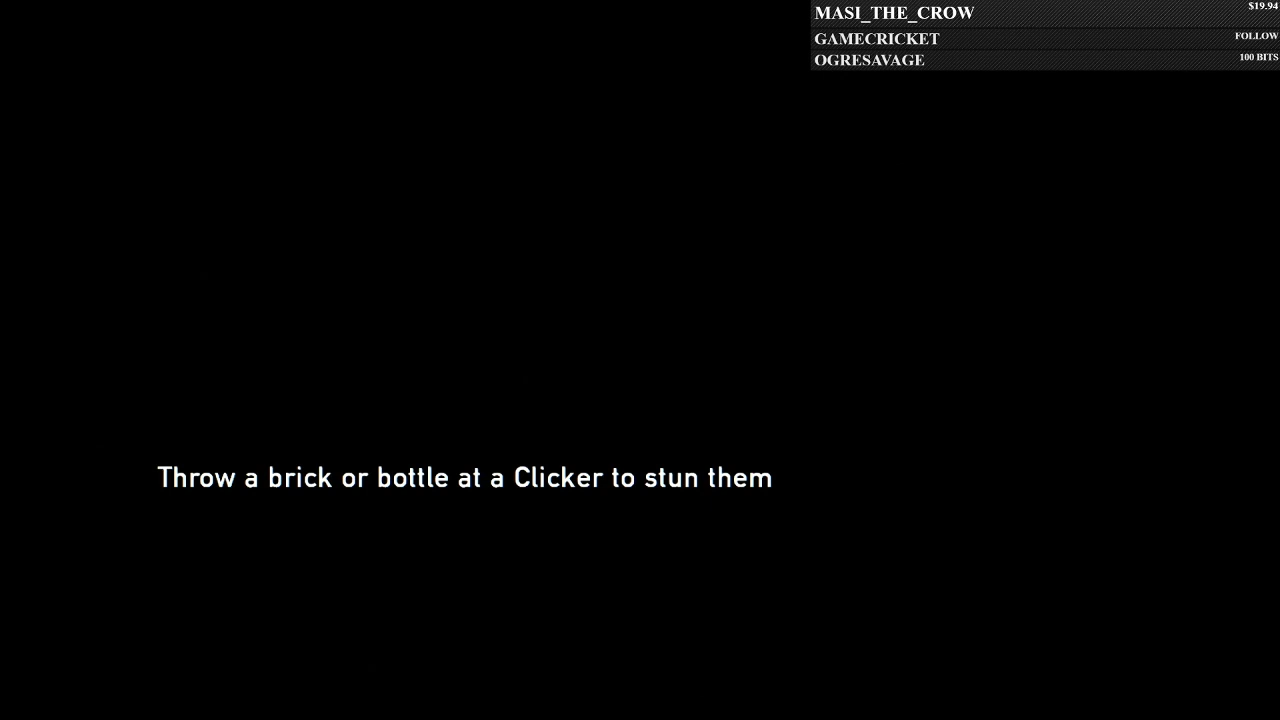 MASI_THE_CROW $19.94
GAMECRICKET FOLLOW
OGRESAVAGE 100 BITS
Throw a brick or bottle at a Clicker to stun them